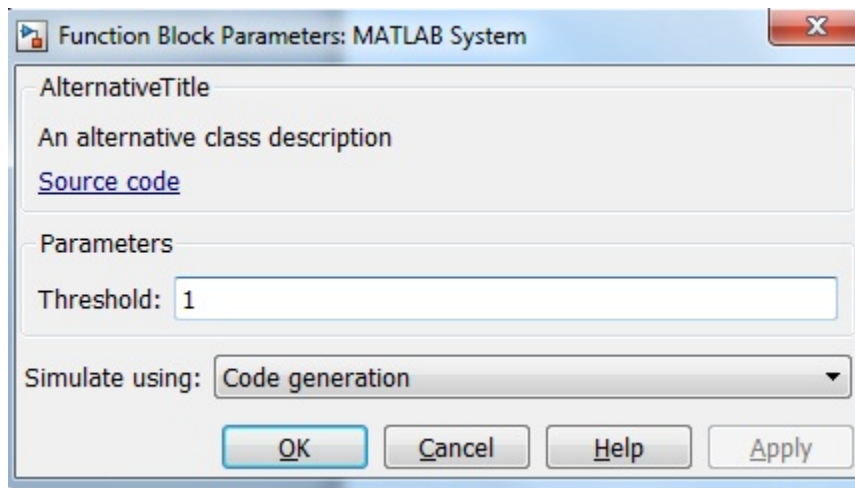 Function Block Parameters: MATLAB System
AlternativeTitle
An alternative class description
Source code
Parameters
Threshold: 1
Simulate using: Code generation
OK Cancel Help Apply